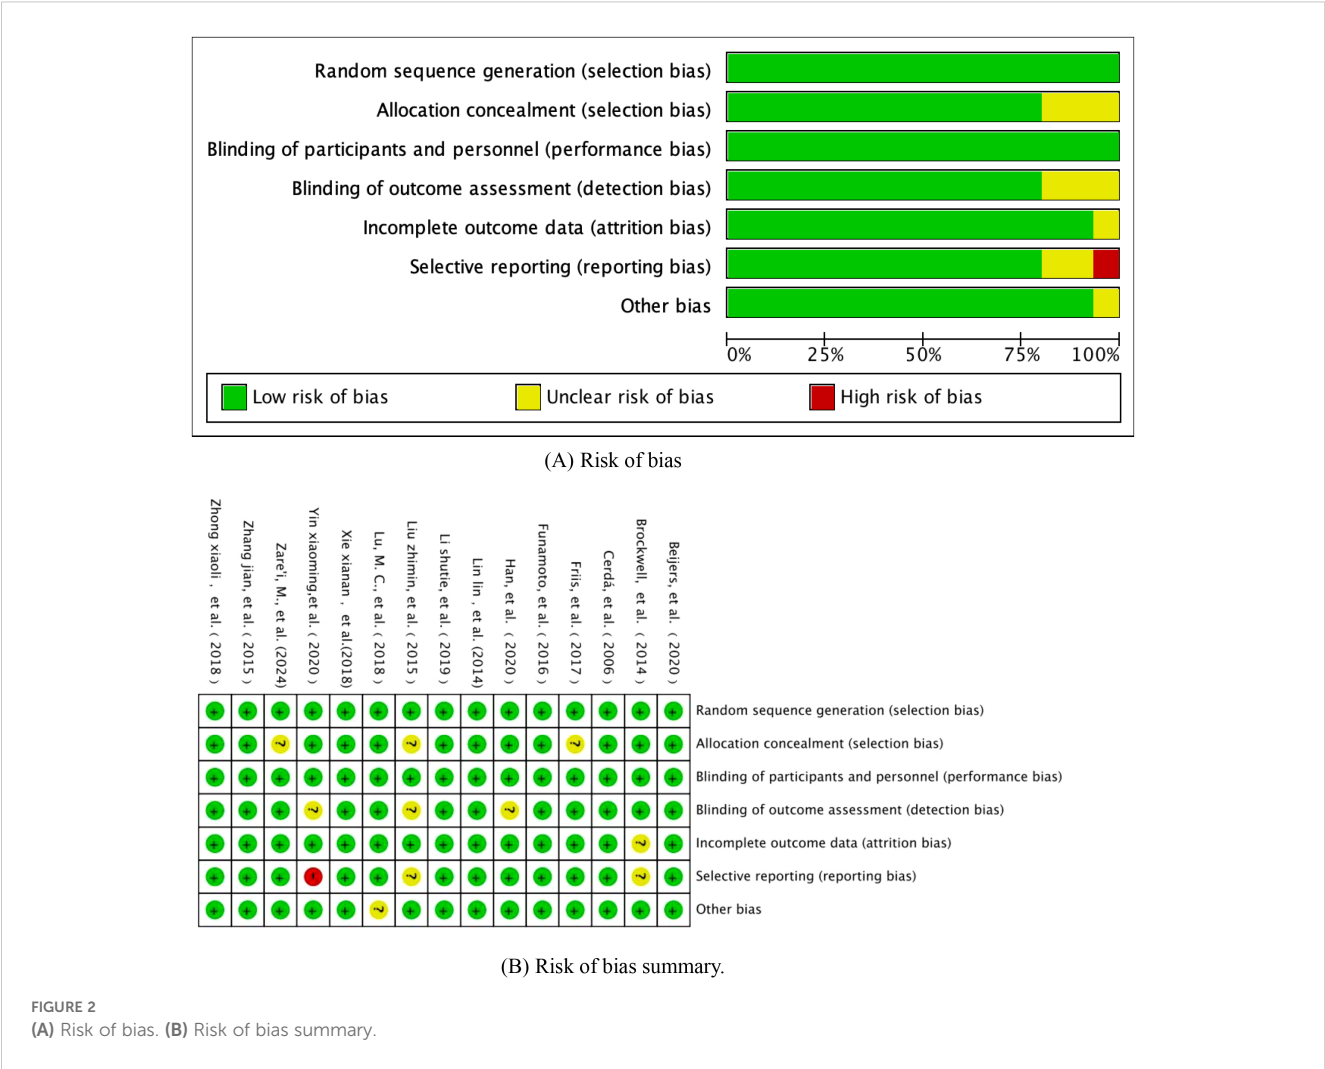 Random sequence generation (selection bias)
Allocation concealment (selection bias)
Blinding of participants and personnel (performance bias)
Blinding of outcome assessment (detection bias)
Incomplete outcome data (attrition bias)
Selective reporting (reporting bias)
Other bias
0% 25% 50% 75% 100%
Low risk of bias Unclear risk of bias High risk of bias
(A) Risk of bias
Zhong xiaoli， et al.（2018）
Zhang jian, et al.（2015）
Zare'i, M., et al. (2024)
Yin xiaoming,et al.（2020）
Xie xianan， et al.(2018)
Lu, M. C., et al.（2018）
Liu zhimin, et al.（2015）
Li shutie, et al.（2019）
Lin lin， et al. (2014)
Han, et al.（2020）
Funamoto, et al.（2016）
Friis, et al.（2017）
Cerdá, et al.（2006）
Brockwell, et al.（2014）
Beijers, et al.（2020）
+ + + + + + + + + + + + + + + Random sequence generation (selection bias)
+ + ? + + + ? + + + + ? + + + Allocation concealment (selection bias)
+ + + + + + + + + + + + + + + Blinding of participants and personnel (performance bias)
+ + + ? + + ? + + ? + + + + + Blinding of outcome assessment (detection bias)
+ + + + + + + + + + + + + ? + Incomplete outcome data (attrition bias)
+ + + - + + ? + + + + + + ? + Selective reporting (reporting bias)
+ + + + + ? + + + + + + + + + Other bias
(B) Risk of bias summary.
FIGURE 2
(A) Risk of bias. (B) Risk of bias summary.